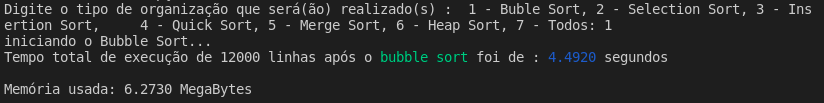 Digite o tipo de organização que será(ão) realizado(s) :  1 - Buble Sort, 2 - Selection Sort, 3 - Ins
ertion Sort,     4 - Quick Sort, 5 - Merge Sort, 6 - Heap Sort, 7 - Todos: 1
iniciando o Bubble Sort...
Tempo total de execução de 12000 linhas após o bubble sort foi de : 4.4920 segundos
Memória usada: 6.2730 MegaBytes